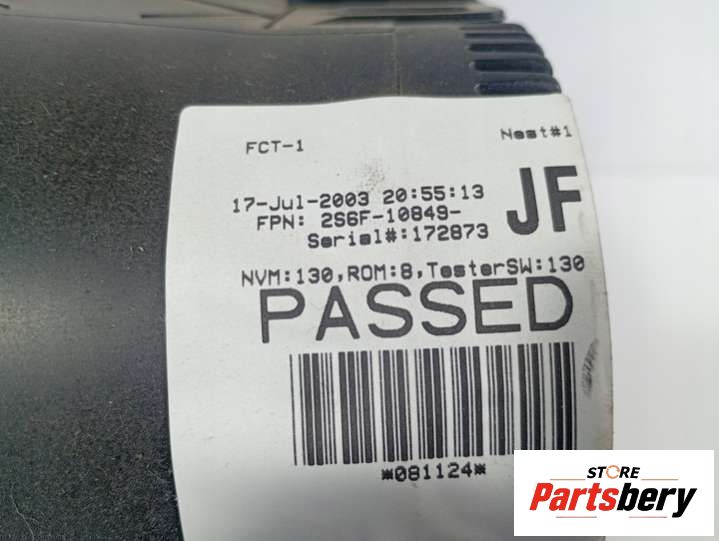 FCT-1 Nest#1
17-Jul-2003 20:55:13
JF
FPN: 2S6F-10849-
Serial#:172873
NVM:130,ROM:8,TesterSW:130
PASSED
*081124*
STORE
Partsbery